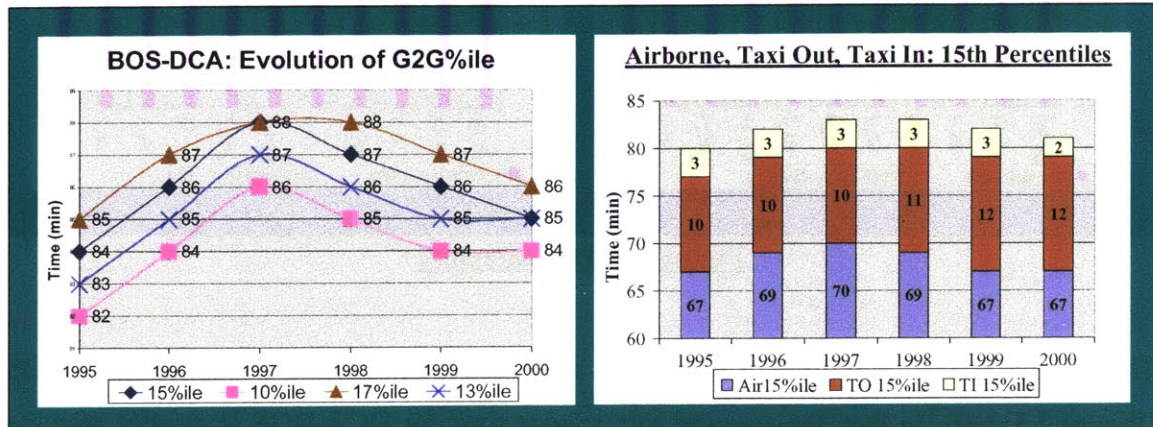 BOS-DCA: Evolution of G2G%ile
Time (min)
88 88
87 87 87 87
86 86 86 86 86
85 85 85 85 85
84 84 84 84
83
82
1995 1996 1997 1998 1999 2000
15%ile 10%ile 17%ile 13%ile
Airborne, Taxi Out, Taxi In: 15th Percentiles
Time (min)
85
80
75
70
65
60
3 3 3 3 3 2
10 10 10 11 12 12
67 69 70 69 67 67
1995 1996 1997 1998 1999 2000
Air15%ile TO 15%ile TI 15%ile